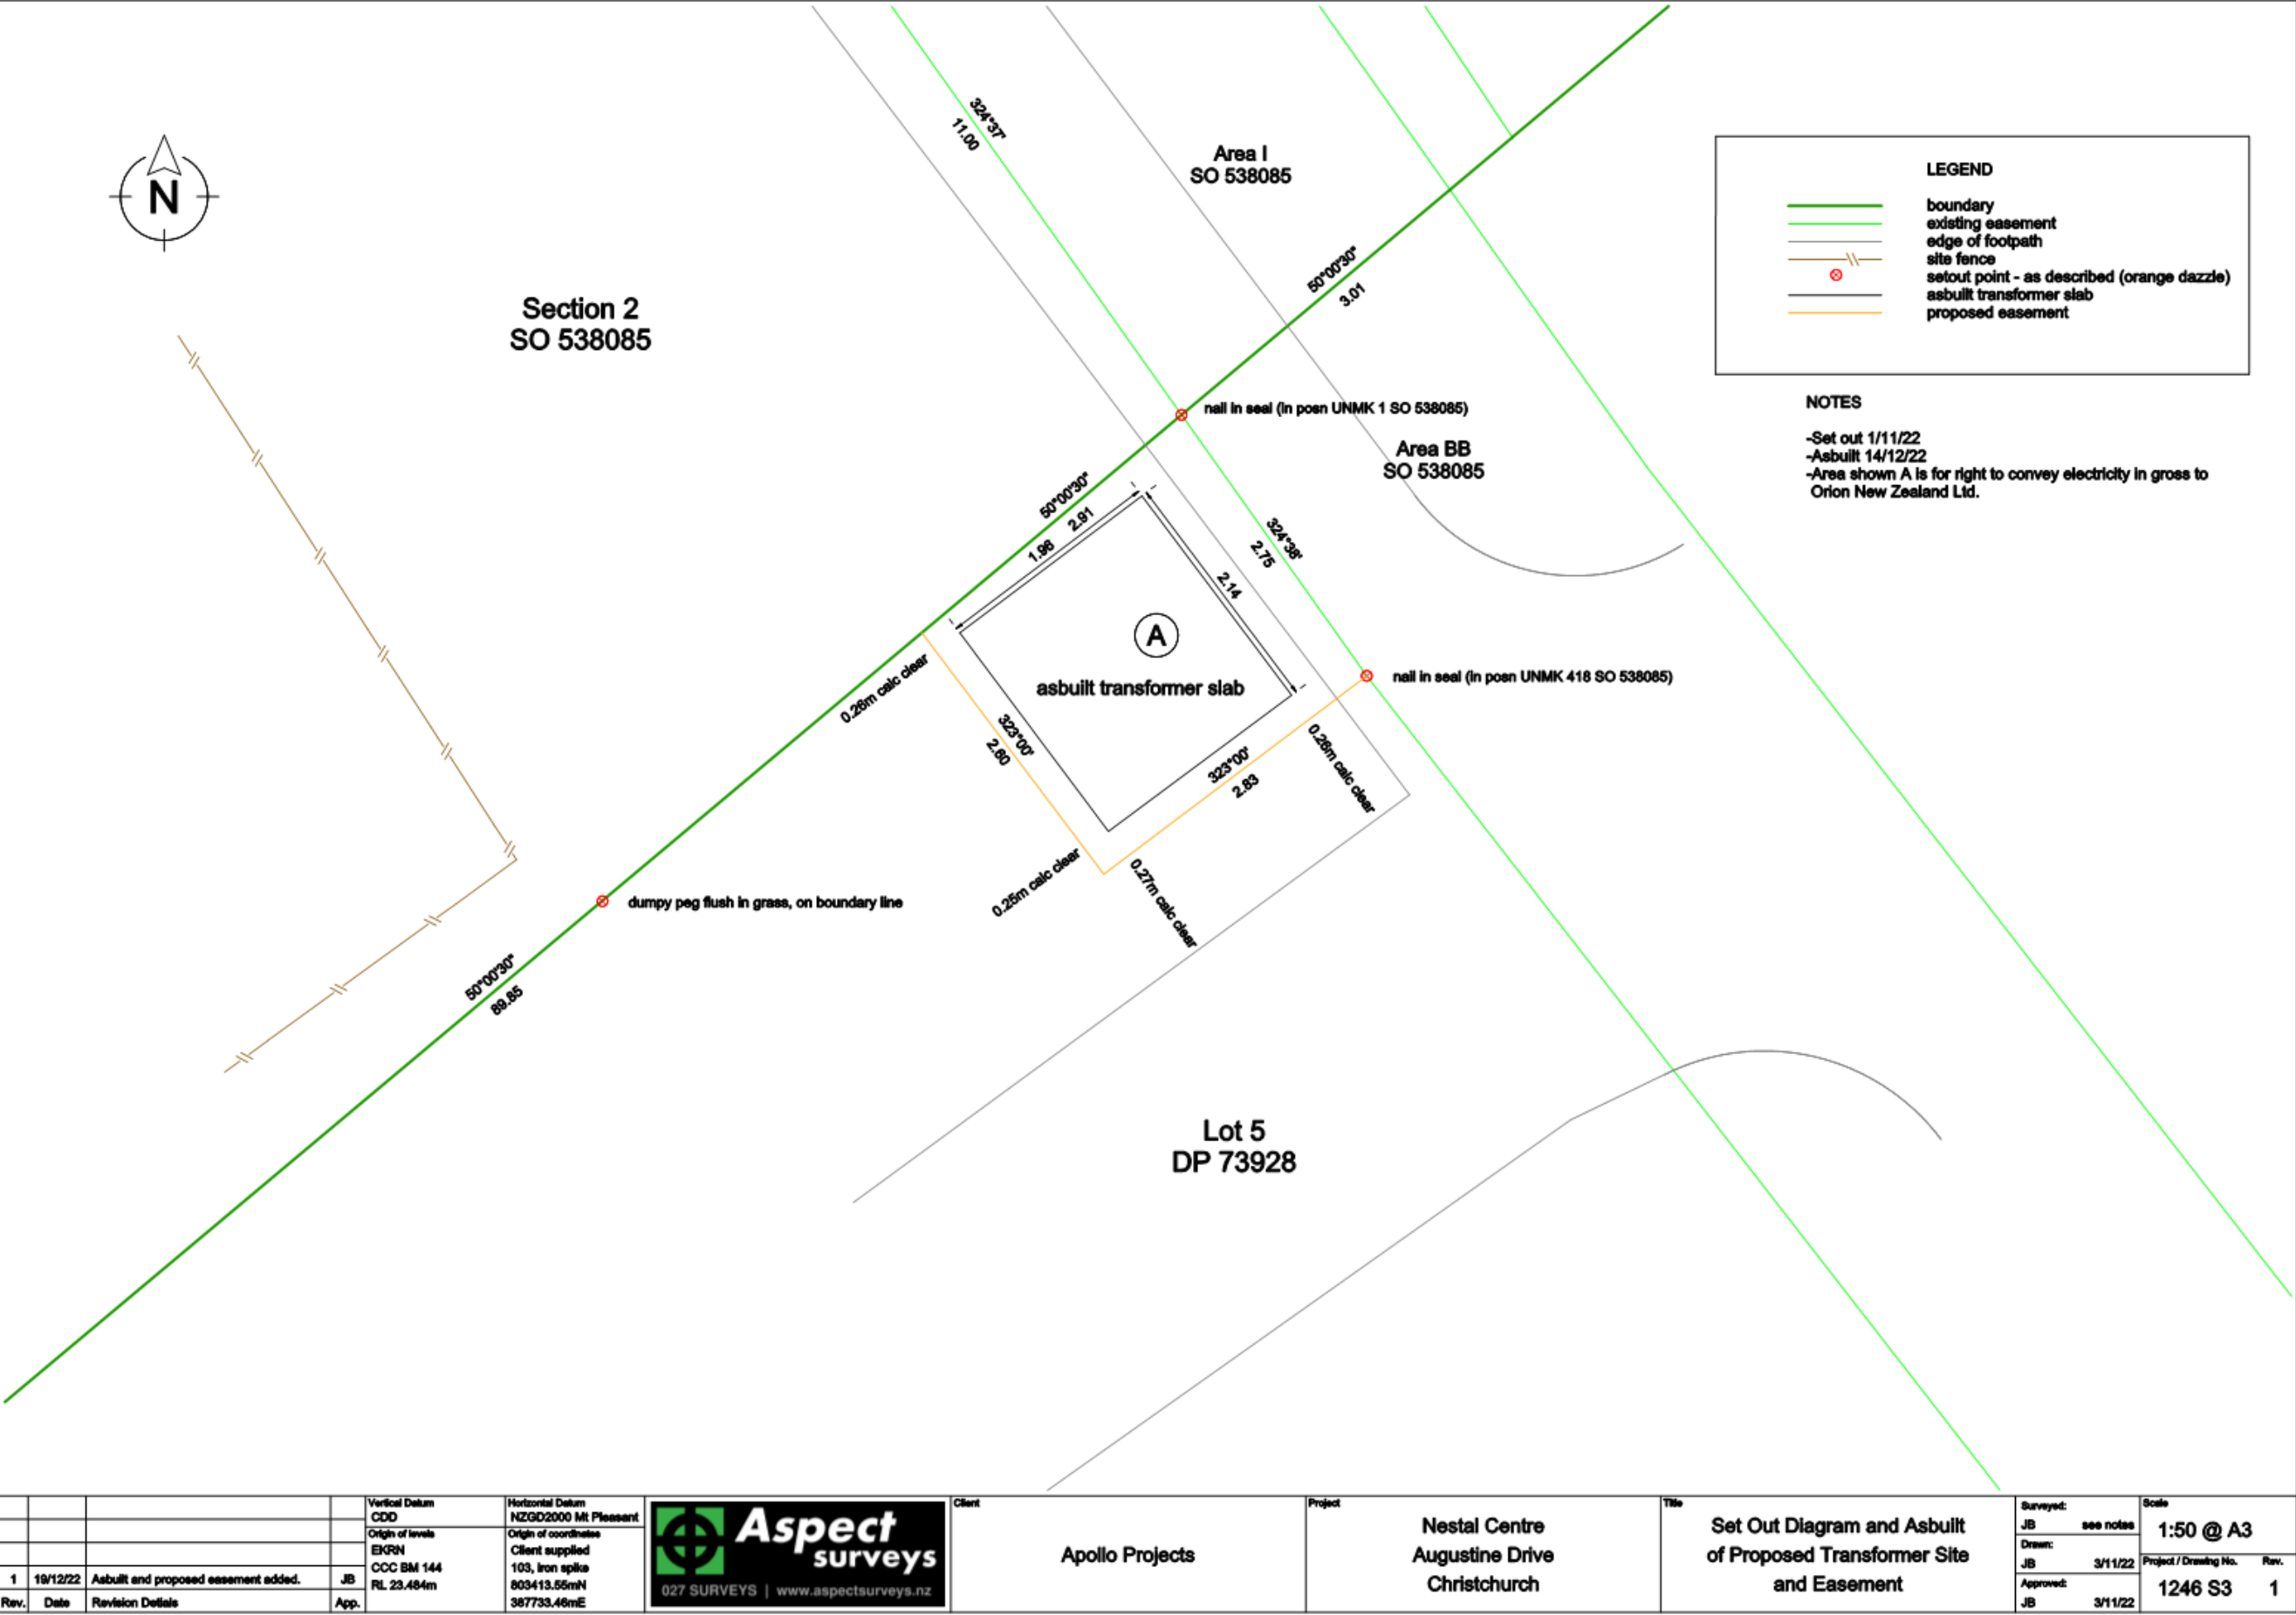 324°37'
11.00
Area I
SO 538085
N
LEGEND
boundary
existing easement
edge of footpath
site fence
setout point - as described (orange dazzle)
asbuilt transformer slab
proposed easement
50°00'30"
3.01
Section 2
SO 538085
NOTES
-Set out 1/11/22
-Asbuilt 14/12/22
-Area shown A is for right to convey electricity in gross to
Orion New Zealand Ltd.
nail in seal (in posn UNMK 1 SO 538085)
Area BB
SO 538085
50°00'30"
2.91
1.96
324°38'
2.75
2.14
A
asbuilt transformer slab
nail in seal (in posn UNMK 418 SO 538085)
0.26m calc clear
323°00'
2.60
323°00'
2.83
0.26m calc clear
0.25m calc clear
0.27m calc clear
dumpy peg flush in grass, on boundary line
50°00'30"
89.85
Lot 5
DP 73928
1 19/12/22 Asbuilt and proposed easement added. JB
Rev. Date Revision Detials App.
Vertical Datum
CDD
Origin of levels
EKRN
CCC BM 144
RL 23.484m
Horizontal Datum
NZGD2000 Mt Pleasant
Origin of coordinates
Client supplied
103, iron spike
803413.55mN
387733.46mE
Aspect
surveys
027 SURVEYS | www.aspectsurveys.nz
Client
Apollo Projects
Project
Nestal Centre
Augustine Drive
Christchurch
Title
Set Out Diagram and Asbuilt
of Proposed Transformer Site
and Easement
Surveyed:
JB see notes
Drawn:
JB 3/11/22
Approved:
JB 3/11/22
Scale
1:50 @ A3
Project / Drawing No. Rev.
1246 S3 1